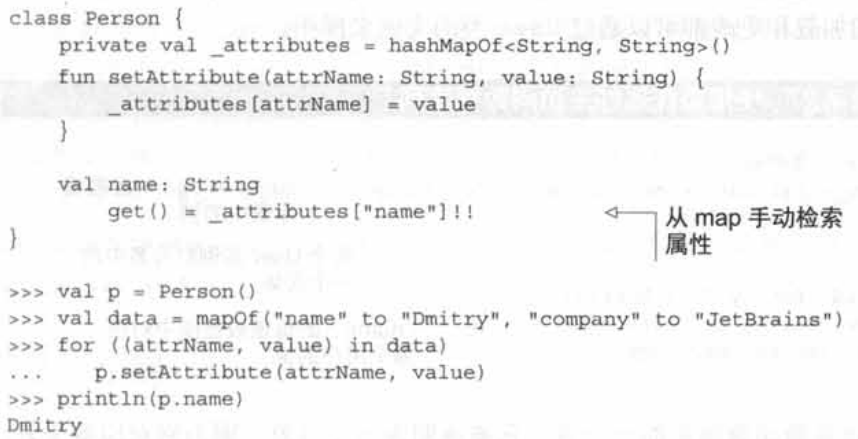 class Person {
    private val _attributes = hashMapOf<String, String>()
    fun setAttribute(attrName: String, value: String) {
        _attributes[attrName] = value
    }
    val name: String
        get() = _attributes["name"]!!
从 map 手动检索
属性
}
>>> val p = Person()
>>> val data = mapOf("name" to "Dmitry", "company" to "JetBrains")
>>> for ((attrName, value) in data)
...    p.setAttribute(attrName, value)
>>> println(p.name)
Dmitry